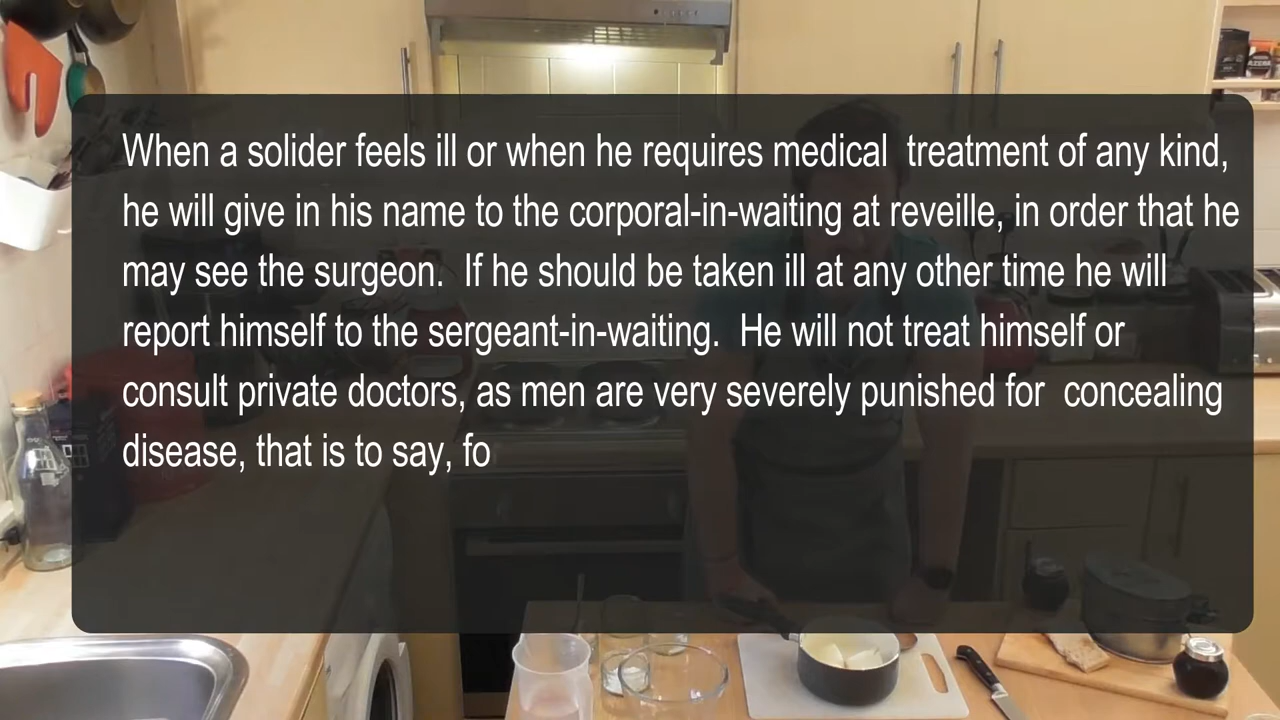 When a solider feels ill or when he requires medical  treatment of any kind,
he will give in his name to the corporal-in-waiting at reveille, in order that he
may see the surgeon.  If he should be taken ill at any other time he will
report himself to the sergeant-in-waiting.  He will not treat himself or
consult private doctors, as men are very severely punished for  concealing
disease, that is to say, fo